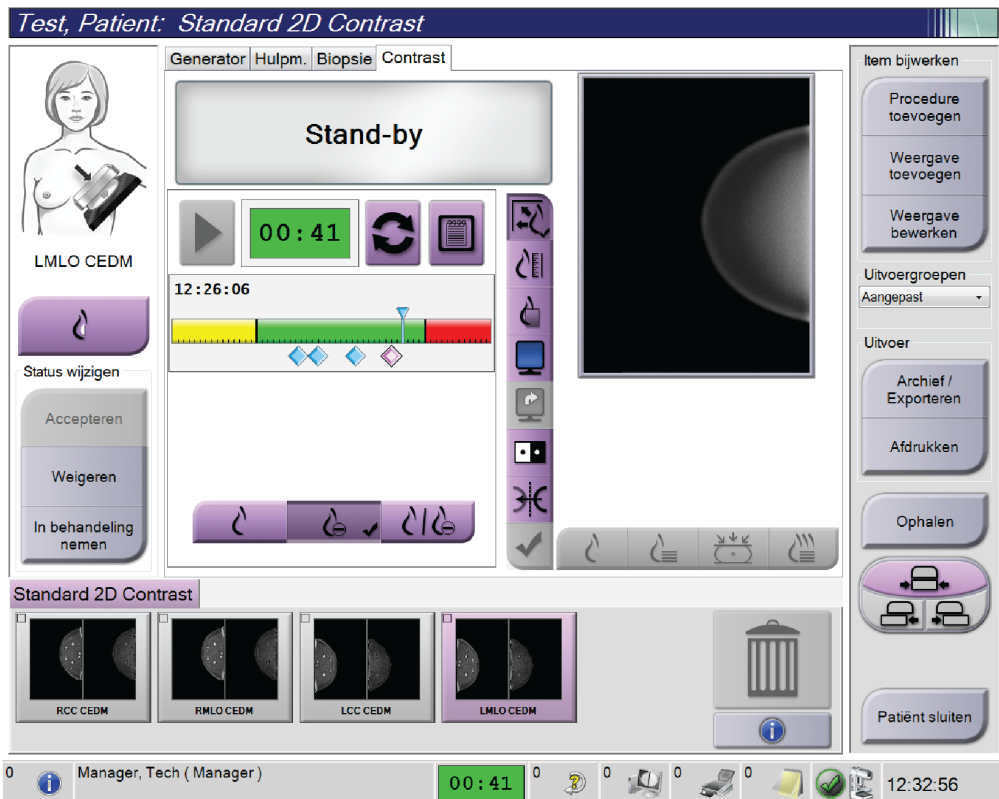 Test, Patient:  Standard 2D Contrast
Generator
Hulpm.
Biopsie
Contrast
Stand-by
00:41
12:26:06
LMLO CEDM
Status wijzigen
Accepteren
Weigeren
In behandeling
nemen
Item bijwerken
Procedure
toevoegen
Weergave
toevoegen
Weergave
bewerken
Uitvoergroepen
Aangepast
Uitvoer
Archief /
Exporteren
Afdrukken
Ophalen
Patiënt sluiten
Standard 2D Contrast
RCC CEDM
RMLO CEDM
LCC CEDM
LMLO CEDM
0
Manager, Tech ( Manager )
00:41
0
0
0
0
12:32:56